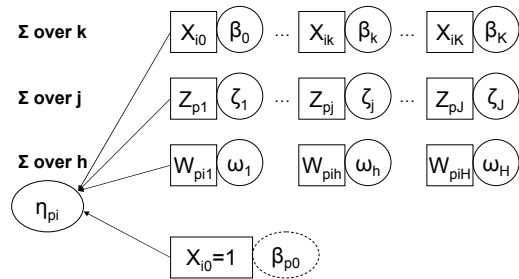 Σ over k X_i0 β_0 ... X_ik β_k ... X_iK β_K
Σ over j Z_p1 ζ_1 ... Z_pj ζ_j ... Z_pJ ζ_J
Σ over h W_pi1 ω_1 W_pih ω_h W_piH ω_H
η_pi
X_i0=1 β_p0